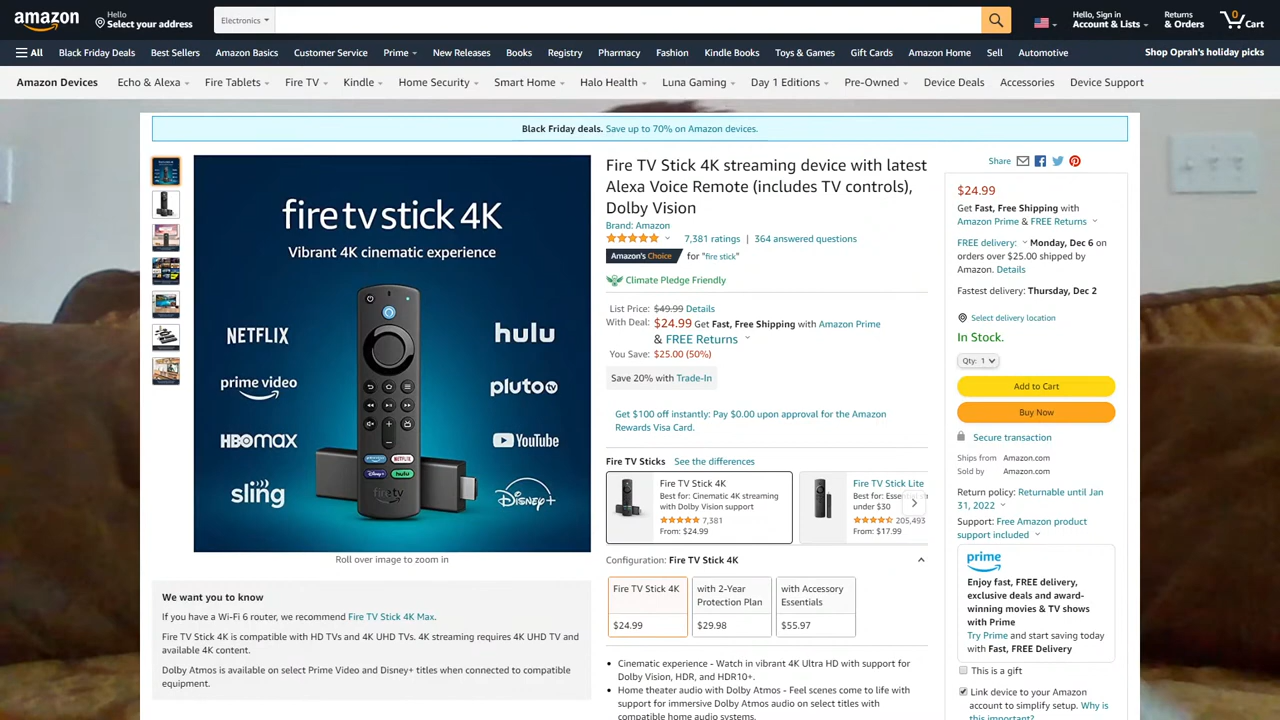 amazon
Hello
Select your address
Electronics
Hello, Sign in
Account & Lists
Returns
& Orders
0
Cart
All
Black Friday Deals
Best Sellers
Amazon Basics
Customer Service
Prime
New Releases
Books
Registry
Pharmacy
Fashion
Kindle Books
Toys & Games
Gift Cards
Amazon Home
Sell
Automotive
Shop Oprah's holiday picks
Amazon Devices
Echo & Alexa
Fire Tablets
Fire TV
Kindle
Home Security
Smart Home
Halo Health
Luna Gaming
Day 1 Editions
Pre-Owned
Device Deals
Accessories
Device Support
Black Friday deals. Save up to 70% on Amazon devices.
fire tv stick 4K
Vibrant 4K cinematic experience
NETFLIX
prime video
HBOMAX
sling
hulu
pluto tv
YouTube
Disney+
prime video
NETFLIX
Disney+
hulu
fire tv
Roll over image to zoom in
We want you to know
If you have a Wi-Fi 6 router, we recommend Fire TV Stick 4K Max.
Fire TV Stick 4K is compatible with HD TVs and 4K UHD TVs. 4K streaming requires 4K UHD TV and
available 4K content.
Dolby Atmos is available on select Prime Video and Disney+ titles when connected to compatible
equipment.
Fire TV Stick 4K streaming device with latest
Alexa Voice Remote (includes TV controls),
Dolby Vision
Brand: Amazon
7,381 ratings | 364 answered questions
Amazon's Choice for "fire stick"
Climate Pledge Friendly
List Price: $49.99 Details
With Deal: $24.99 Get Fast, Free Shipping with Amazon Prime
& FREE Returns
You Save: $25.00 (50%)
Save 20% with Trade-In
Get $100 off instantly: Pay $0.00 upon approval for the Amazon
Rewards Visa Card.
Fire TV Sticks See the differences
Fire TV Stick 4K
Best for: Cinematic 4K streaming
with Dolby Vision support
7,381
From: $24.99
Fire TV Stick Lite
Best for: Essential
under $30
205,493
From: $17.99
Configuration: Fire TV Stick 4K
Fire TV Stick 4K
$24.99
with 2-Year
Protection Plan
$29.98
with Accessory
Essentials
$55.97
Cinematic experience - Watch in vibrant 4K Ultra HD with support for
Dolby Vision, HDR, and HDR10+.
Home theater audio with Dolby Atmos - Feel scenes come to life with
support for immersive Dolby Atmos audio on select titles with
compatible home audio systems.
Share
$24.99
Get Fast, Free Shipping with
Amazon Prime & FREE Returns
FREE delivery: Monday, Dec 6 on
orders over $25.00 shipped by
Amazon. Details
Fastest delivery: Thursday, Dec 2
Select delivery location
In Stock.
Qty: 1
Add to Cart
Buy Now
Secure transaction
Ships from Amazon.com
Sold by Amazon.com
Return policy: Returnable until Jan
31, 2022
Support: Free Amazon product
support included
prime
Enjoy fast, FREE delivery,
exclusive deals and award-
winning movies & TV shows
with Prime
Try Prime and start saving today
with Fast, FREE Delivery
This is a gift
Link device to your Amazon
account to simplify setup. Why is
this important?